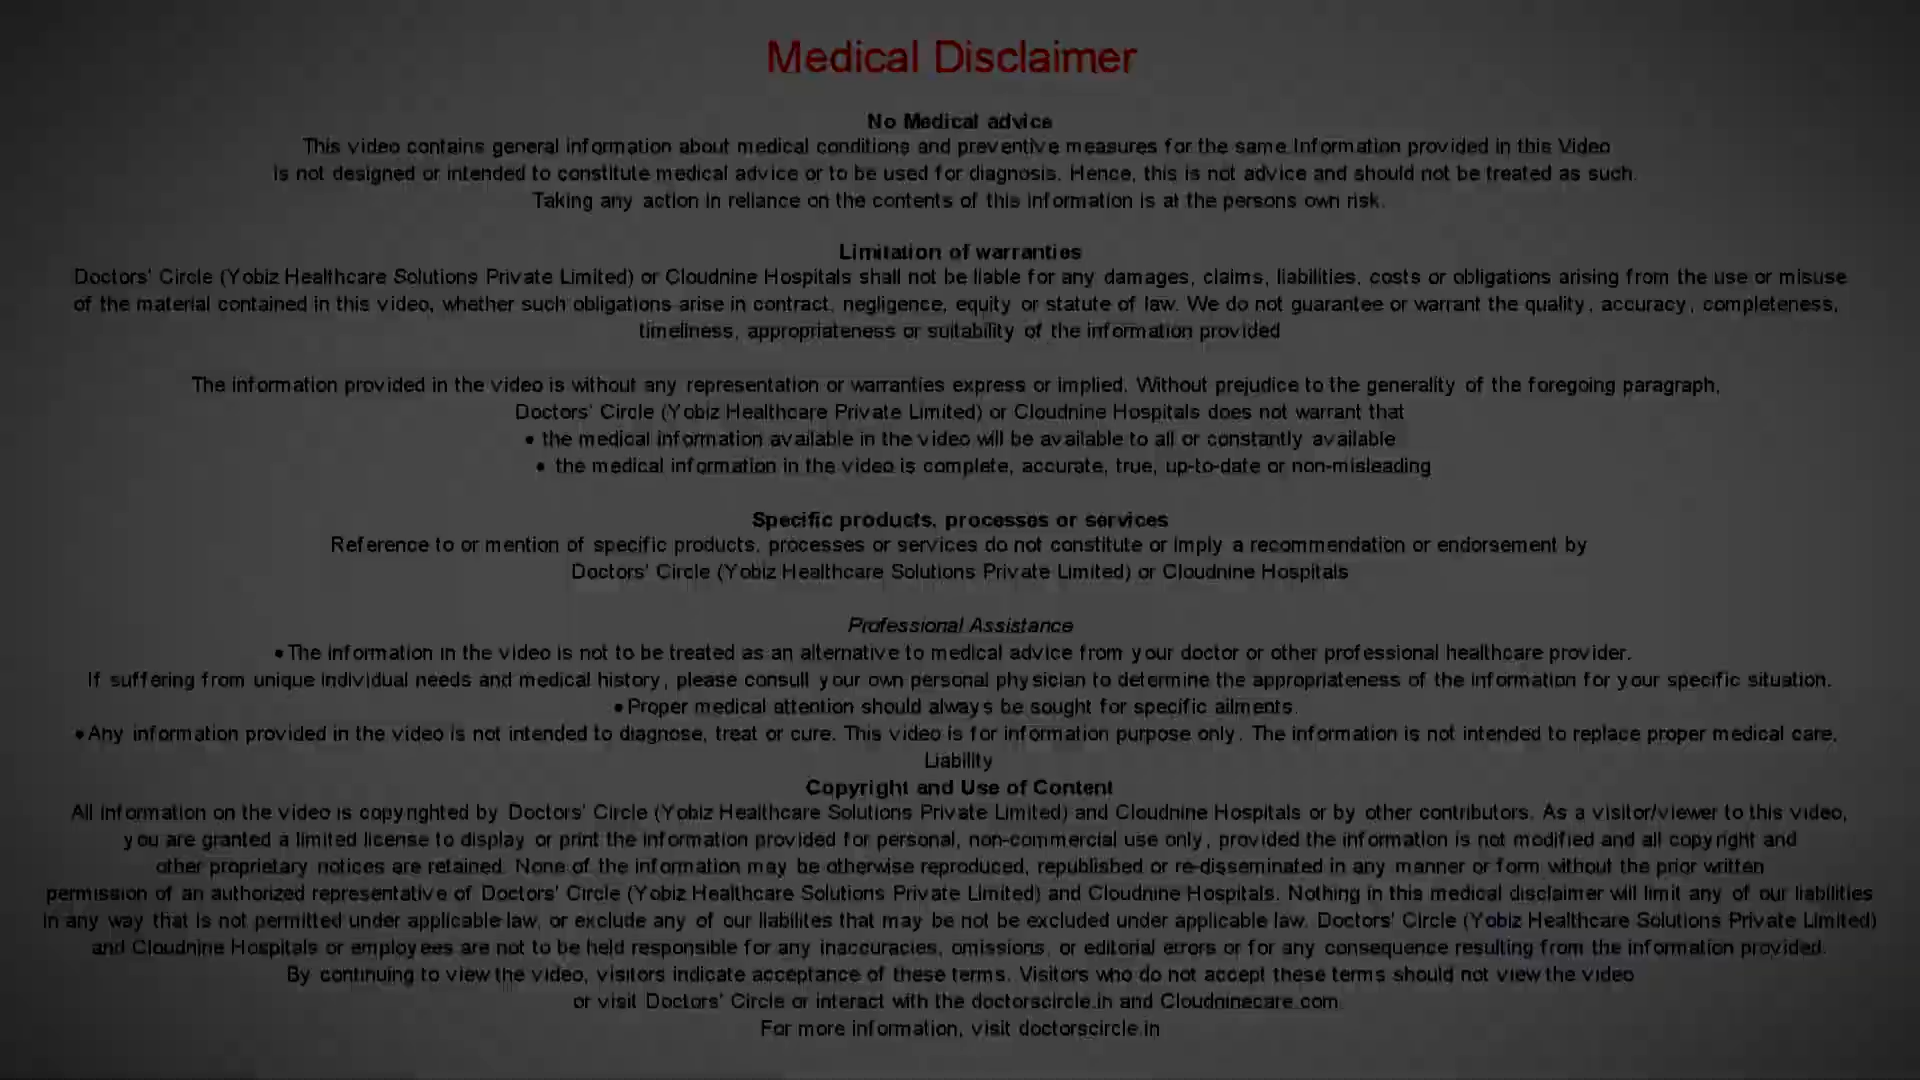 Medical Disclaimer
No Medical advice
This video contains general information about medical conditions and preventive measures for the same.Information provided in this Video
is not designed or intended to constitute medical advice or to be used for diagnosis. Hence, this is not advice and should not be treated as such.
Taking any action in reliance on the contents of this information is at the persons own risk.
Limitation of warranties
Doctors' Circle (Yobiz Healthcare Solutions Private Limited) or Cloudnine Hospitals shall not be liable for any damages, claims, liabilities, costs or obligations arising from the use or misuse
of the material contained in this video, whether such obligations arise in contract, negligence, equity or statute of law. We do not guarantee or warrant the quality, accuracy, completeness,
timeliness, appropriateness or suitability of the information provided
The information provided in the video is without any representation or warranties express or implied. Without prejudice to the generality of the foregoing paragraph,
Doctors' Circle (Yobiz Healthcare Private Limited) or Cloudnine Hospitals does not warrant that
• the medical information available in the video will be available to all or constantly available
• the medical information in the video is complete, accurate, true, up-to-date or non-misleading
Specific products, processes or services
Reference to or mention of specific products, processes or services do not constitute or imply a recommendation or endorsement by
Doctors' Circle (Yobiz Healthcare Solutions Private Limited) or Cloudnine Hospitals
Professional Assistance
• The information in the video is not to be treated as an alternative to medical advice from your doctor or other professional healthcare provider.
If suffering from unique individual needs and medical history, please consult your own personal physician to determine the appropriateness of the information for your specific situation.
• Proper medical attention should always be sought for specific ailments.
• Any information provided in the video is not intended to diagnose, treat or cure. This video is for information purpose only. The information is not intended to replace proper medical care.
Liability
Copyright and Use of Content
All information on the video is copyrighted by Doctors' Circle (Yobiz Healthcare Solutions Private Limited) and Cloudnine Hospitals or by other contributors. As a visitor/viewer to this video,
you are granted a limited license to display or print the information provided for personal, non-commercial use only, provided the information is not modified and all copyright and
other proprietary notices are retained. None of the information may be otherwise reproduced, republished or re-disseminated in any manner or form without the prior written
permission of an authorized representative of Doctors' Circle (Yobiz Healthcare Solutions Private Limited) and Cloudnine Hospitals. Nothing in this medical disclaimer will limit any of our liabilities
in any way that is not permitted under applicable law, or exclude any of our liabilites that may be not be excluded under applicable law. Doctors' Circle (Yobiz Healthcare Solutions Private Limited)
and Cloudnine Hospitals or employees are not to be held responsible for any inaccuracies, omissions, or editorial errors or for any consequence resulting from the information provided.
By continuing to view the video, visitors indicate acceptance of these terms. Visitors who do not accept these terms should not view the video
or visit Doctors' Circle or interact with the doctorscircle.in and Cloudninecare.com.
For more information, visit doctorscircle.in